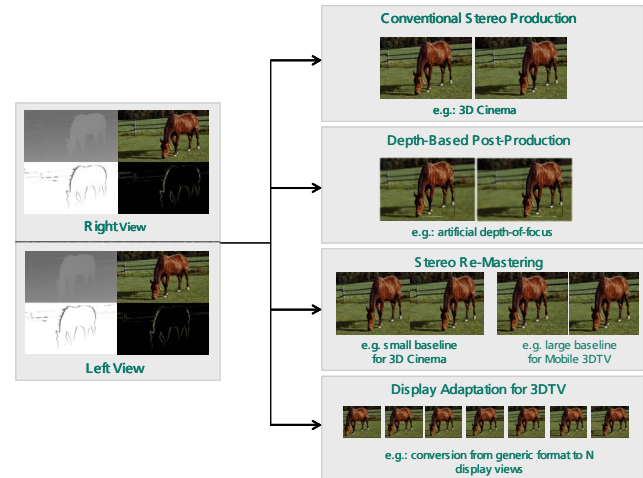 Right View
Left View
Conventional Stereo Production
e.g.: 3D Cinema
Depth-Based Post-Production
e.g.: artificial depth-of-focus
Stereo Re-Mastering
e.g. small baseline
for 3D Cinema
e.g. large baseline
for Mobile 3DTV
Display Adaptation for 3DTV
e.g.: conversion from generic format to N
display views